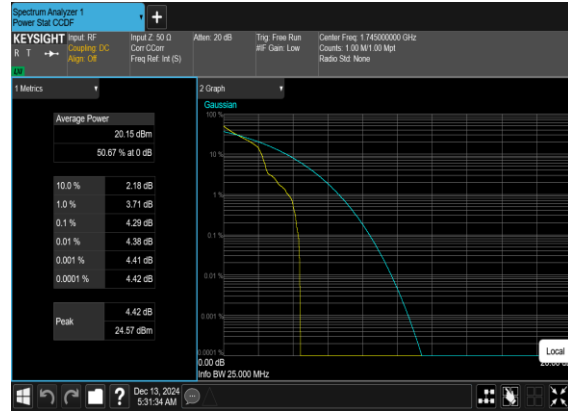 Spectrum Analyzer 1
Power Stat CCDF
KEYSIGHT
R T
LM
Input: RF
Coupling: DC
Align: Off
Input Z: 50 Ω
Corr CCorr
Freq Ref: Int (S)
Atten: 20 dB
Trig: Free Run
#IF Gain: Low
Center Freq: 1.745000000 GHz
Counts: 1.00 M/1.00 Mpt
Radio Std: None
1 Metrics
Average Power
20.15 dBm
50.67 % at 0 dB
10.0 % 2.18 dB
1.0 % 3.71 dB
0.1 % 4.29 dB
0.01 % 4.38 dB
0.001 % 4.41 dB
0.0001 % 4.42 dB
Peak
4.42 dB
24.57 dBm
2 Graph
Gaussian
100 %
10 %
1 %
0.1 %
0.01 %
0.001 %
0.0001 %
0.00 dB
Info BW 25.000 MHz
Local
?
Dec 13, 2024
5:31:34 AM